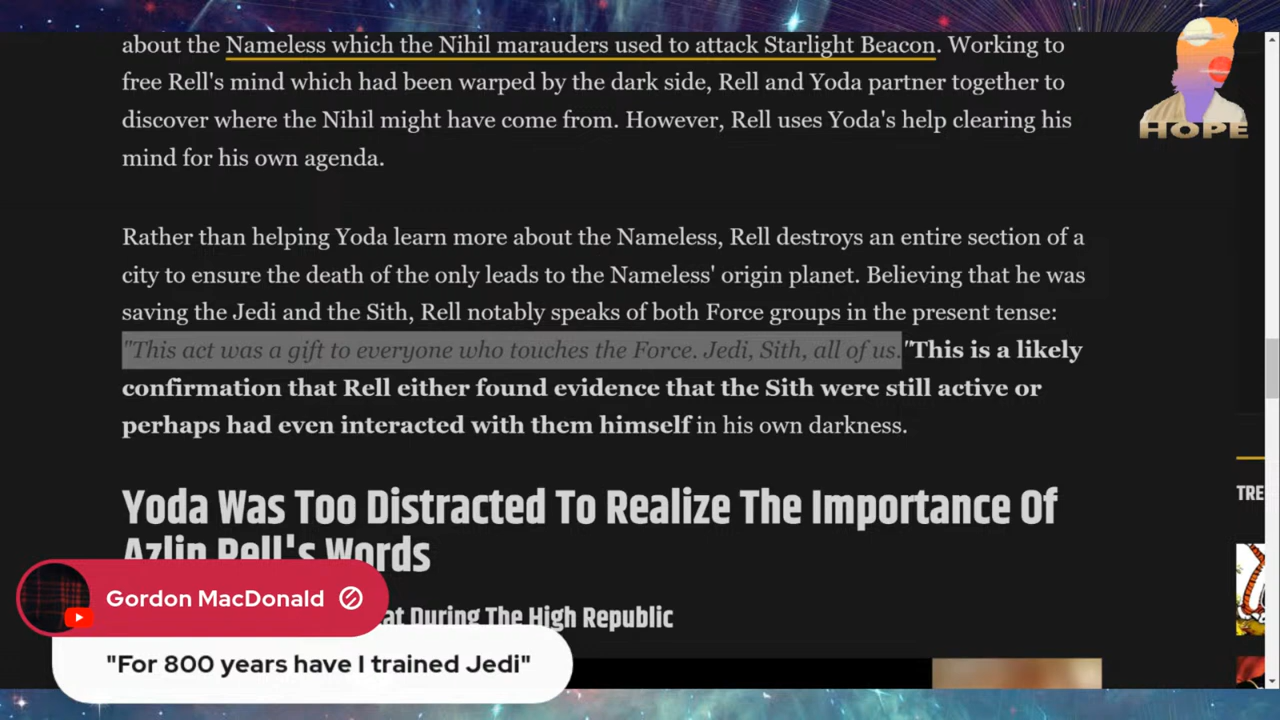 about the Nameless which the Nihil marauders used to attack Starlight Beacon. Working to
free Rell's mind which had been warped by the dark side, Rell and Yoda partner together to
discover where the Nihil might have come from. However, Rell uses Yoda's help clearing his
mind for his own agenda.
HOPE
Rather than helping Yoda learn more about the Nameless, Rell destroys an entire section of a
city to ensure the death of the only leads to the Nameless' origin planet. Believing that he was
saving the Jedi and the Sith, Rell notably speaks of both Force groups in the present tense:
"This act was a gift to everyone who touches the Force. Jedi, Sith, all of us."This is a likely
confirmation that Rell either found evidence that the Sith were still active or
perhaps had even interacted with them himself in his own darkness.
Yoda Was Too Distracted To Realize The Importance Of
Azlin Rell's Words
TRE
at During The High Republic
Gordon MacDonald
"For 800 years have I trained Jedi"